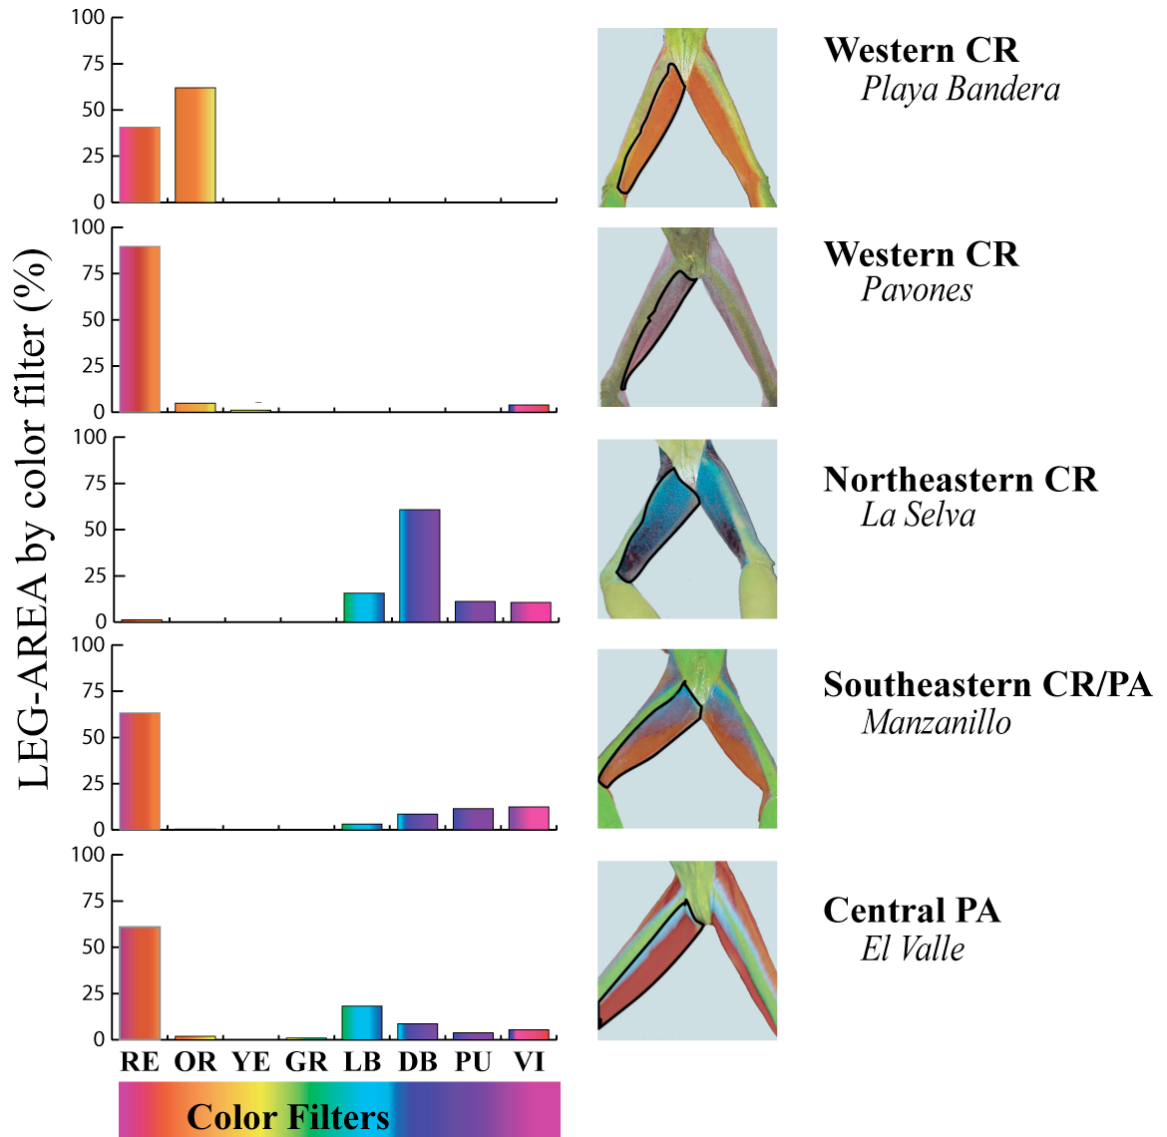 LEG-AREA by color filter (%)
100
75
50
25
0
Western CR
Playa Bandera
100
75
50
25
0
Western CR
Pavones
100
75
50
25
0
Northeastern CR
La Selva
100
75
50
25
0
Southeastern CR/PA
Manzanillo
100
75
50
25
0
Central PA
El Valle
RE OR YE GR LB DB PU VI
Color Filters